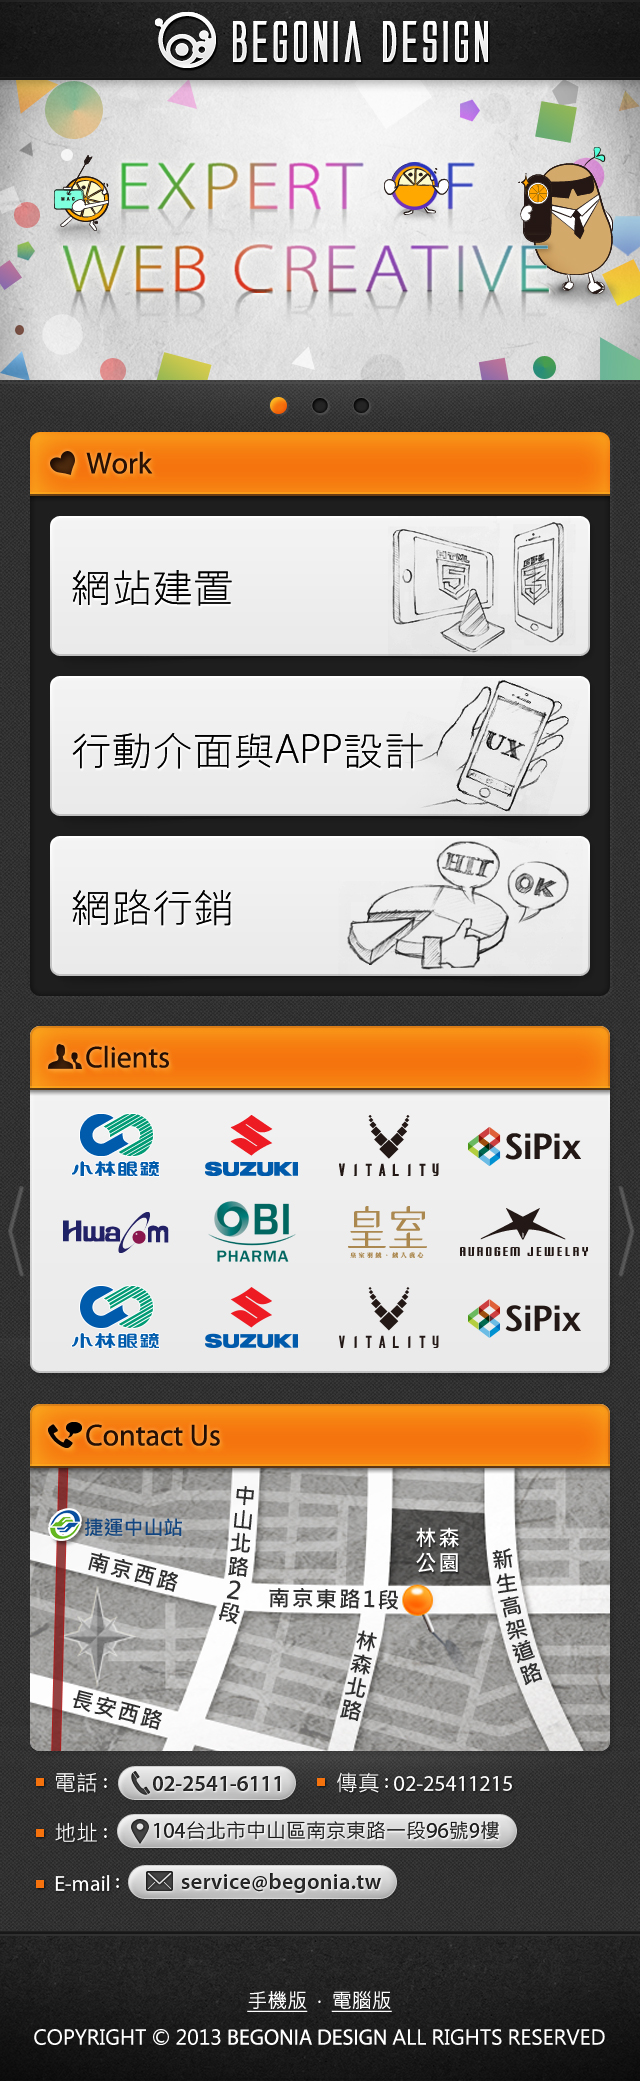 BEGONIA DESIGN
EXPERT OF
WEB CREATIVE
Work
網站建置
HTML
5
CSS
3
行動介面與APP設計
UX
網路行銷
HIT
OK
Clients
小林眼鏡
SUZUKI
VITALITY
SiPix
HwaCom
OBI
PHARMA
皇室
AUROGEM JEWELRY
小林眼鏡
SUZUKI
VITALITY
SiPix
Contact Us
捷運中山站
中山北路2段
林森
公園
南京西路
南京東路1段
新生高架道路
林森北路
長安西路
電話：02-2541-6111
傳真：02-25411215
地址：104台北市中山區南京東路一段96號9樓
E-mail：service@begonia.tw
手機版 · 電腦版
COPYRIGHT © 2013 BEGONIA DESIGN ALL RIGHTS RESERVED